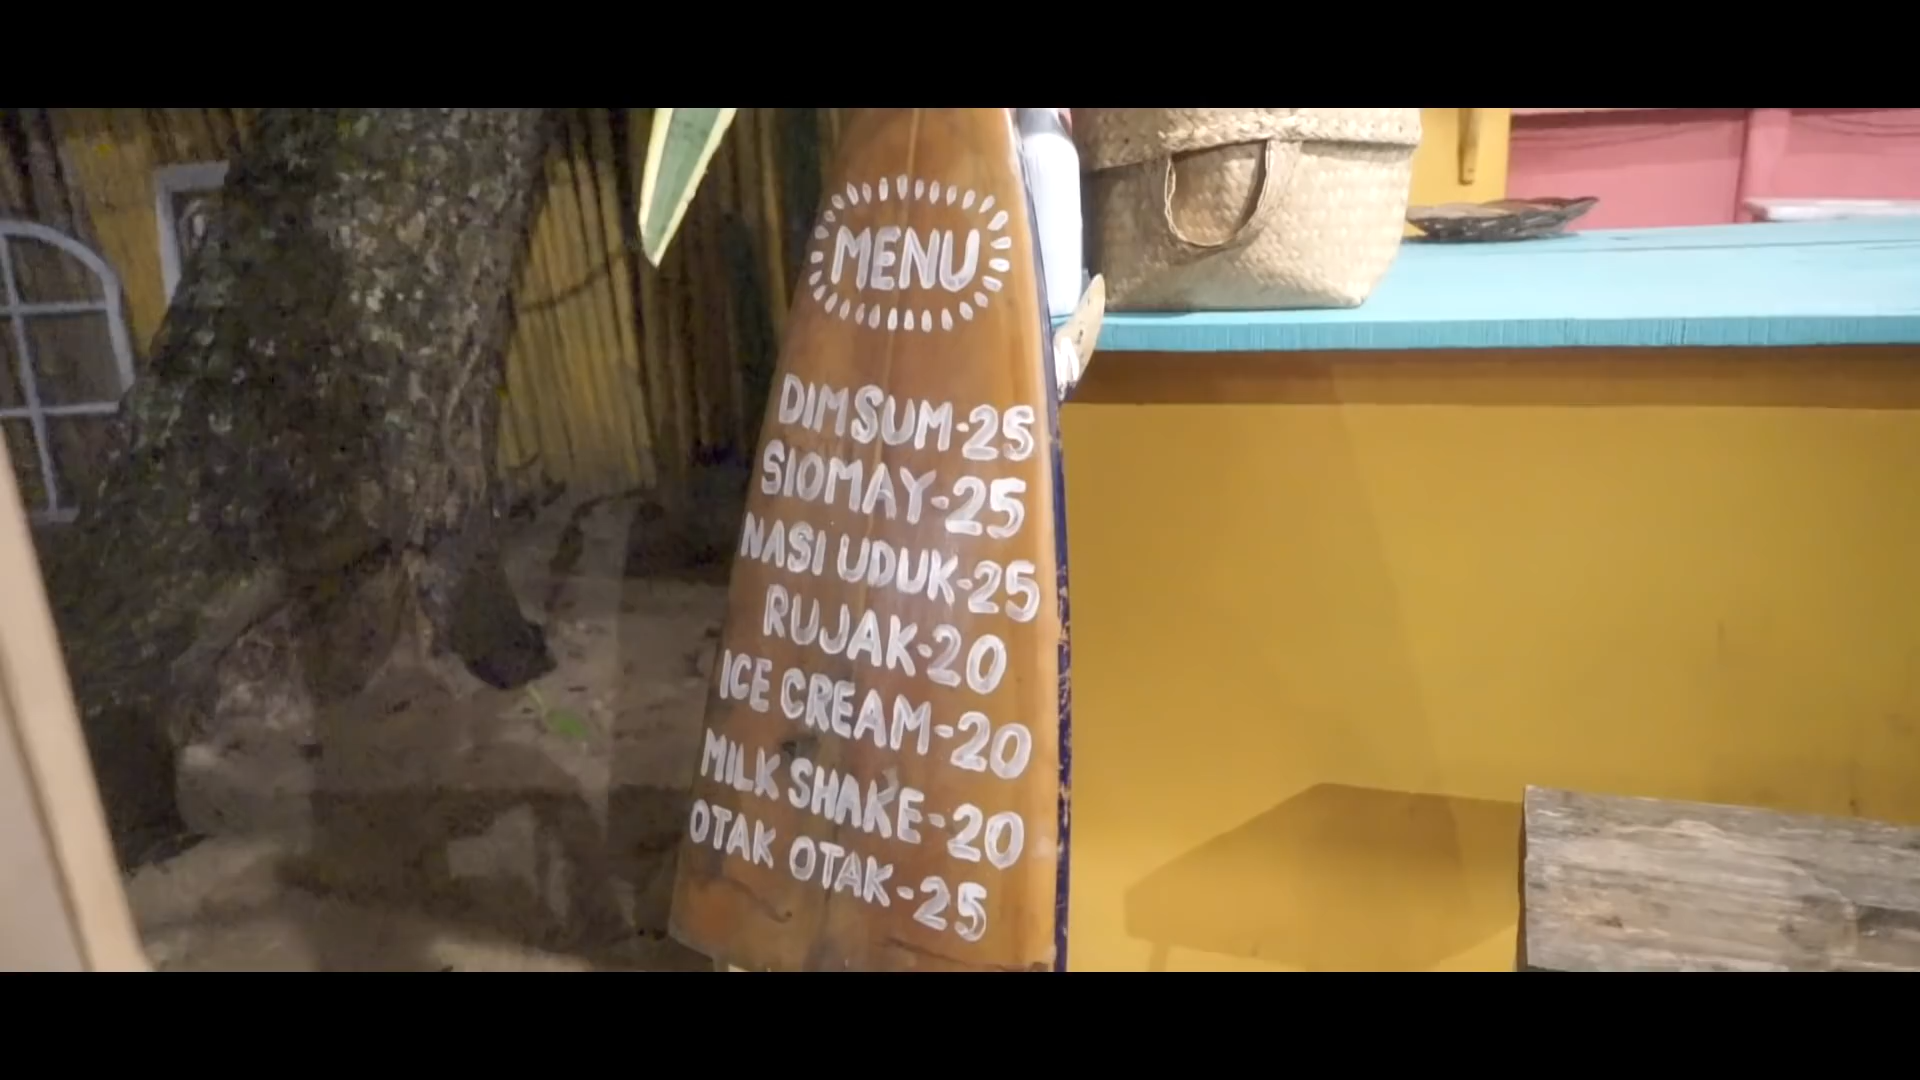 MENU
DIMSUM-25
SIOMAY-25
NASI UDUK-25
RUJAK-20
ICE CREAM-20
MILK SHAKE-20
OTAK OTAK-25